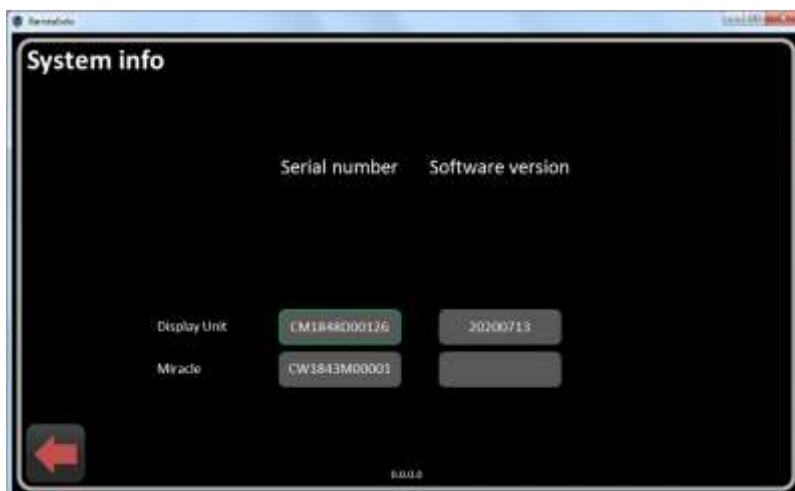 System info
Serial number Software version
Display Unit CM1848D00126 20200713
Miracle CW1843M00001
0.0.0.0